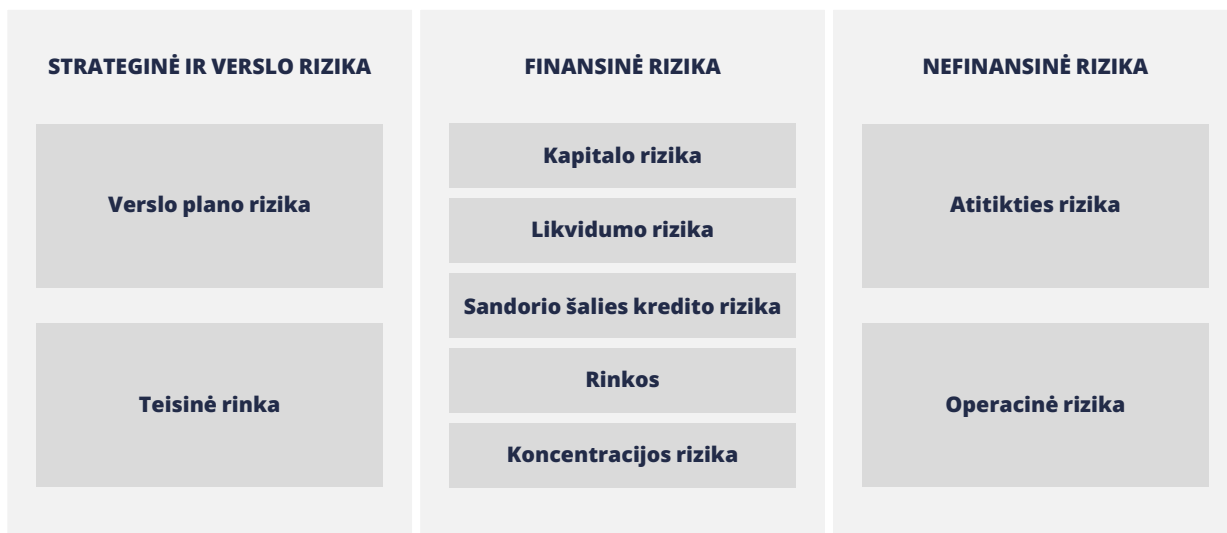 STRATEGINĖ IR VERSLO RIZIKA
Verslo plano rizika
Teisinė rinka
FINANSINĖ RIZIKA
Kapitalo rizika
Likvidumo rizika
Sandorio šalies kredito rizika
Rinkos
Koncentracijos rizika
NEFINANSINĖ RIZIKA
Atitikties rizika
Operacinė rizika